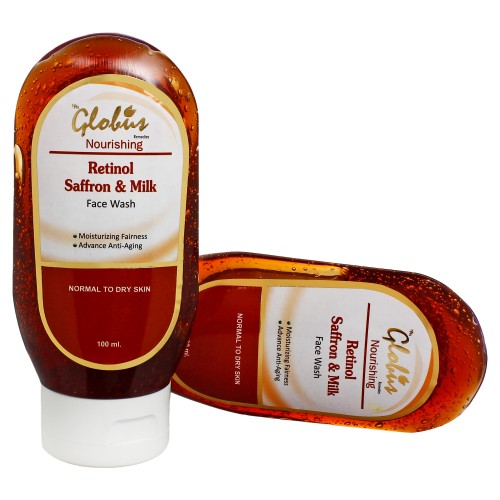 Globus
Remedies
Nourishing
Retinol
Saffron & Milk
Face Wash
Moisturizing Fairness
Advance Anti-Aging
NORMAL TO DRY SKIN
100 ml.
Globus
Remedies
Nourishing
Retinol
Saffron & Milk
Face Wash
Moisturizing Fairness
Advance Anti-Aging
NORMAL TO DRY SKIN